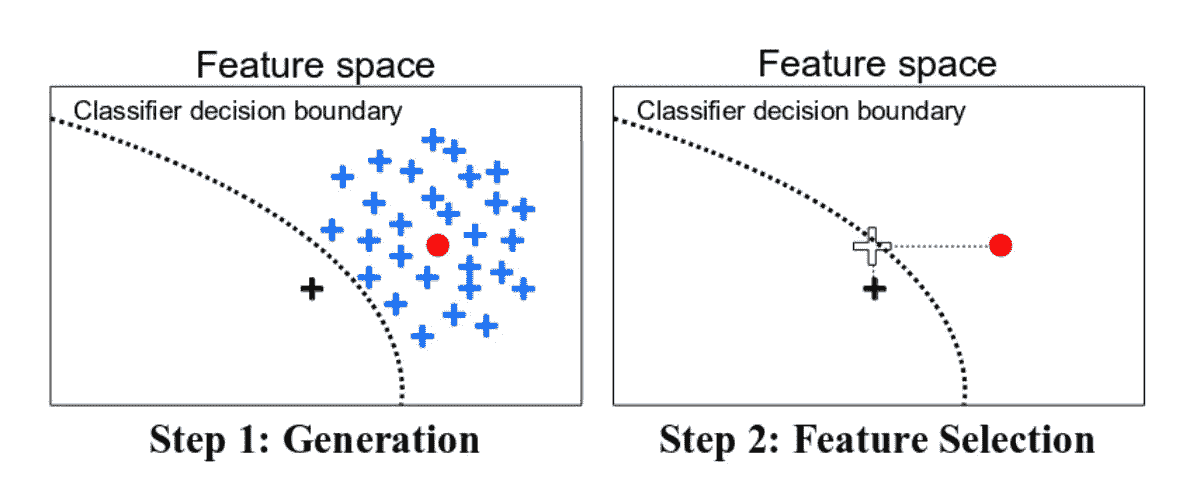 Feature space
Classifier decision boundary
Step 1: Generation
Feature space
Classifier decision boundary
Step 2: Feature Selection